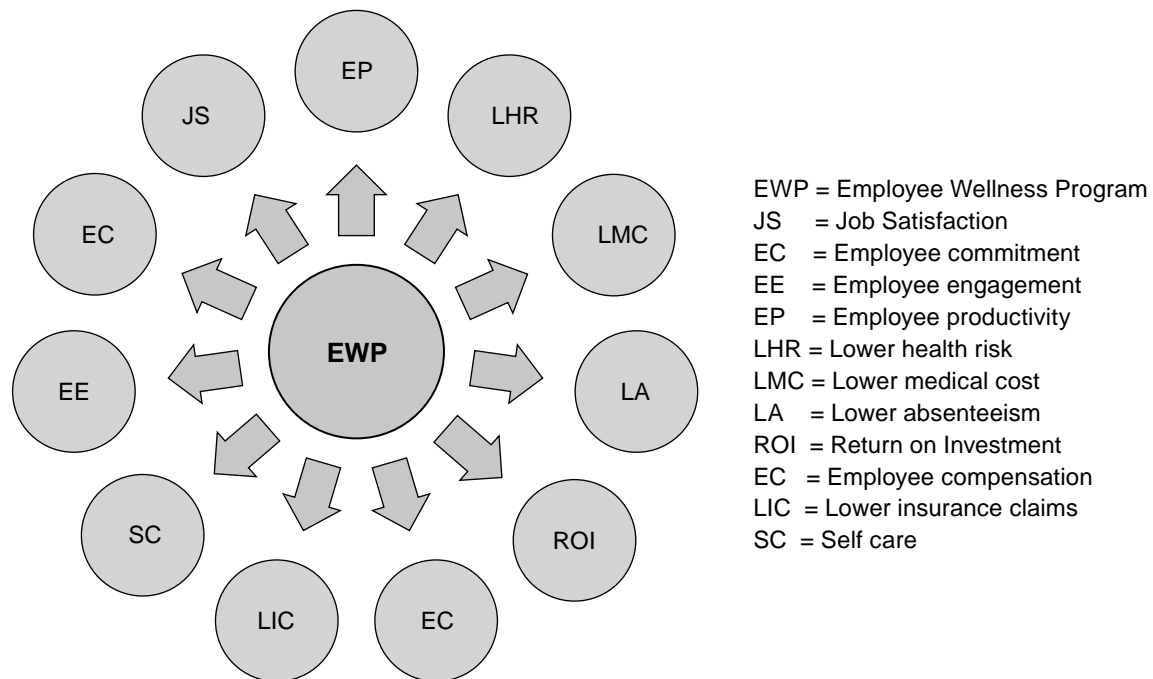 EP
JS
LHR
EC
LMC
EWP
EE
LA
SC
ROI
LIC
EC
EWP = Employee Wellness Program
JS = Job Satisfaction
EC = Employee commitment
EE = Employee engagement
EP = Employee productivity
LHR = Lower health risk
LMC = Lower medical cost
LA = Lower absenteeism
ROI = Return on Investment
EC = Employee compensation
LIC = Lower insurance claims
SC = Self care